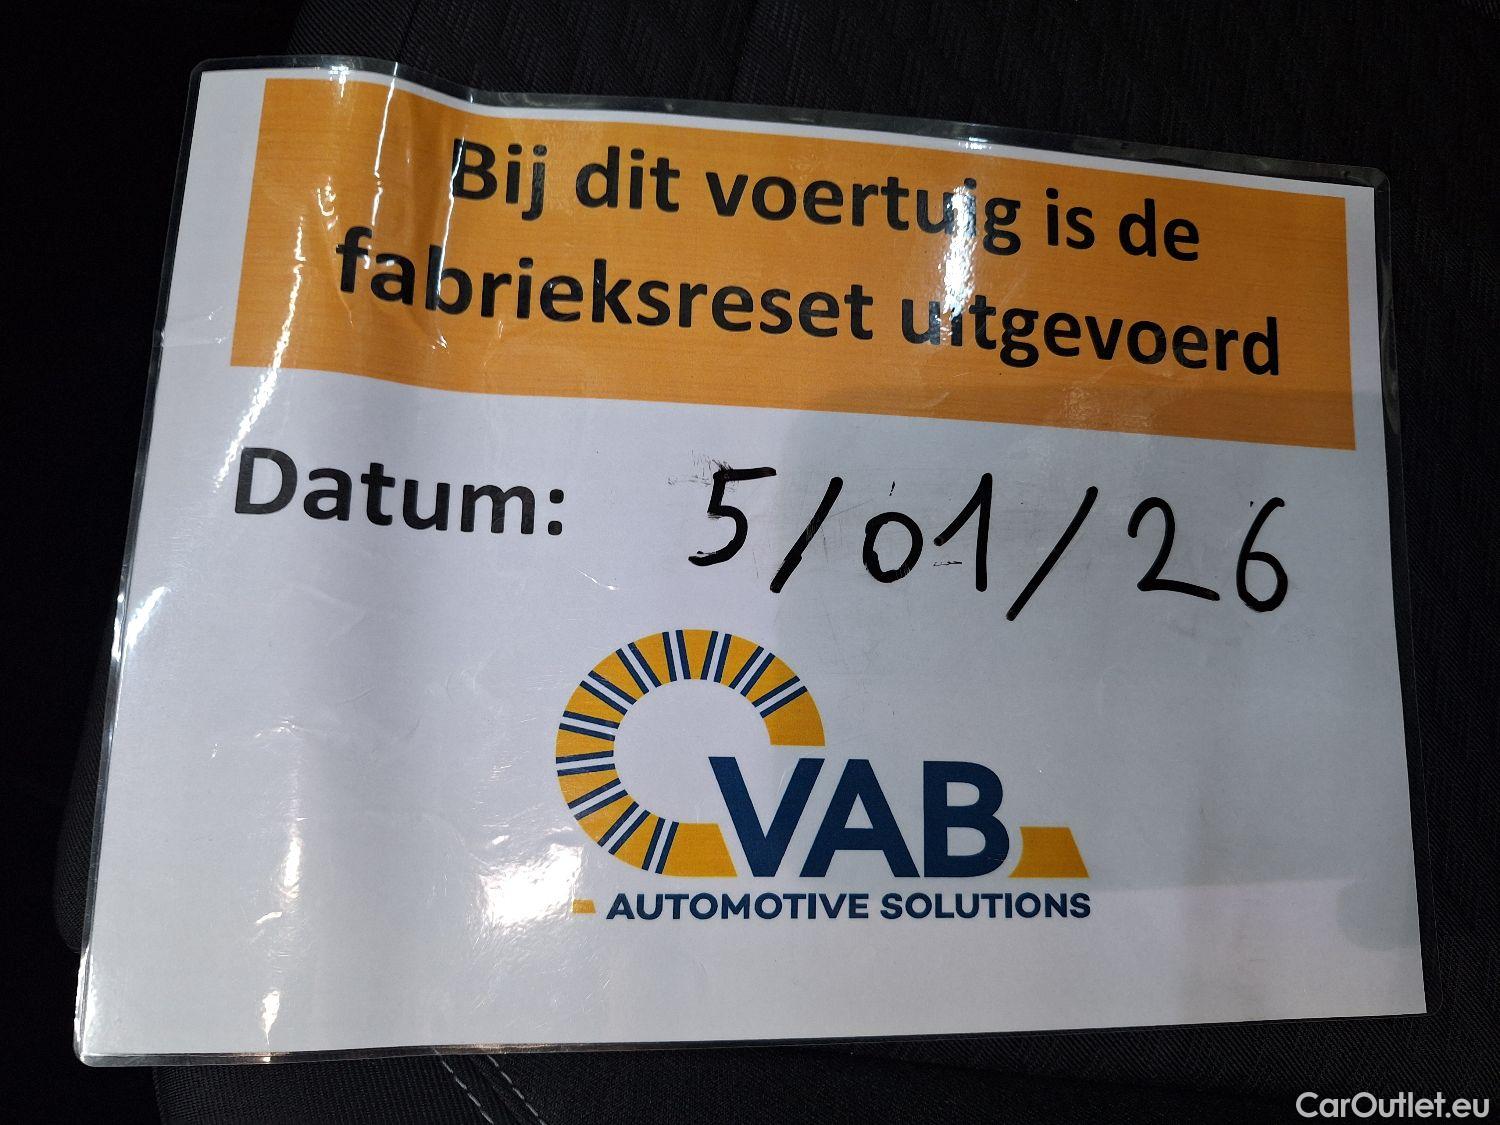 Bij dit voertuig is de
fabrieksreset uitgevoerd
Datum: 5/01/26
VAB
AUTOMOTIVE SOLUTIONS
CarOutlet.eu